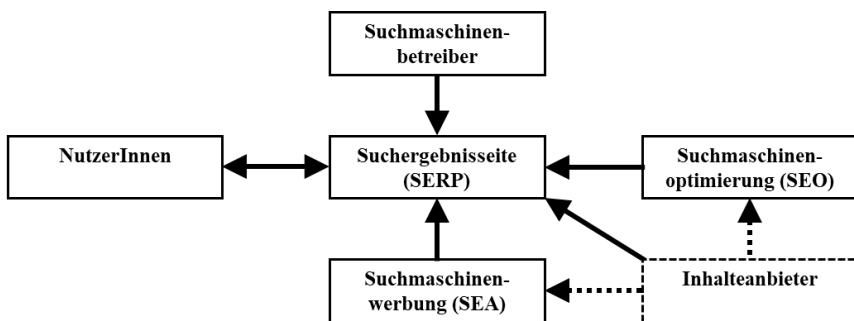 Suchmaschinen-
betreiber
NutzerInnen
Suchergebnisseite
(SERP)
Suchmaschinen-
optimierung (SEO)
Suchmaschinen-
werbung (SEA)
Inhalteanbieter